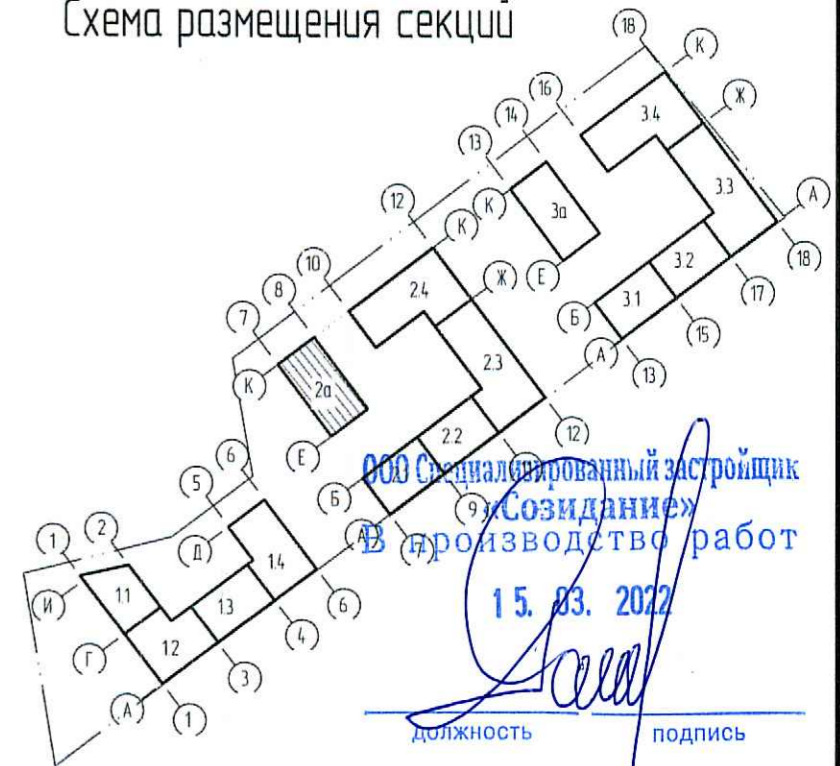 Схема размещения секций
18
К
16
3.4
Ж
14
13
3.3
12
К
3а
А
К
К
10
Ж
Е
3.2
18
8
2.4
Б
3.1
17
7
2.3
15
К
2а
А
13
6
2.2
12
Е
5
Б
ООО Специализированный застройщик
«Созидание»
9
2
Д
А
7
В производство работ
1
1.4
15. 03. 2022
И
1.1
1.3
6
Г
1.2
4
3
А
1
должность подпись